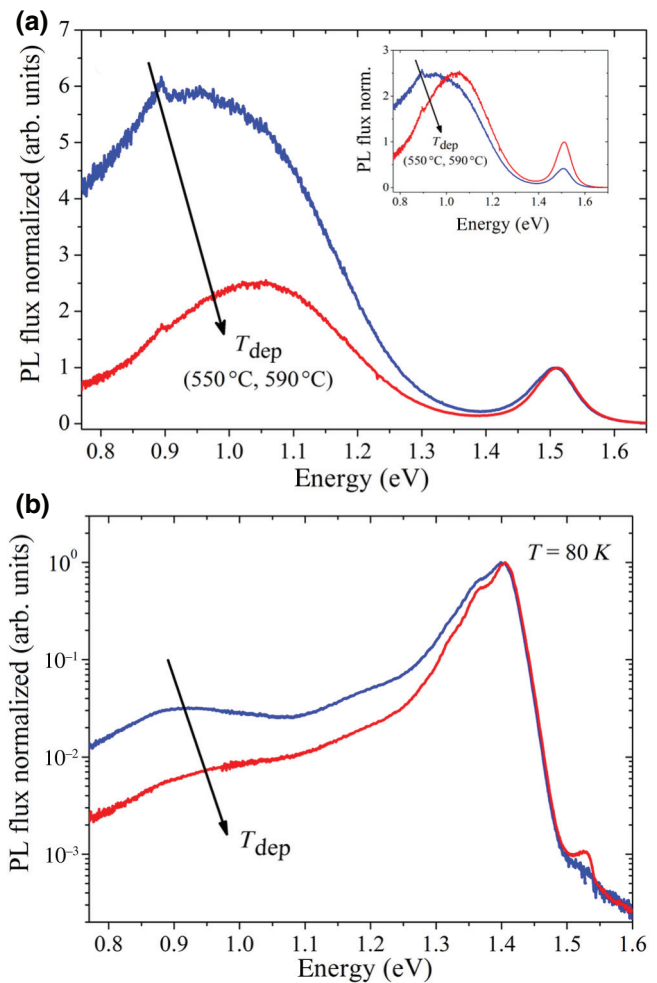 (a)
7
6
5
4
3
2
1
0
PL flux normalized (arb. units)
T_dep
(550 °C, 590 °C)
0.8 0.9 1.0 1.1 1.2 1.3 1.4 1.5 1.6
Energy (eV)
3
2
1
0
PL flux norm.
T_dep
(550 °C, 590 °C)
0.8 1.0 1.2 1.4 1.6
Energy (eV)
(b)
10^0
10^-1
10^-2
10^-3
PL flux normalized (arb. units)
T = 80 K
T_dep
0.8 0.9 1.0 1.1 1.2 1.3 1.4 1.5 1.6
Energy (eV)